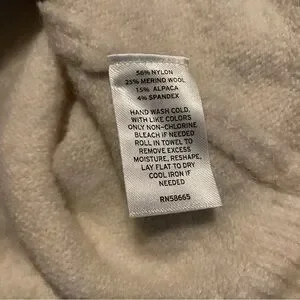 56% NYLON
25% MERINO WOOL
15% ALPACA
4% SPANDEX
HAND WASH COLD,
WITH LIKE COLORS
ONLY NON-CHLORINE
BLEACH IF NEEDED
ROLL IN TOWEL TO
REMOVE EXCESS
MOISTURE, RESHAPE,
LAY FLAT TO DRY
COOL IRON IF
NEEDED
RN58665